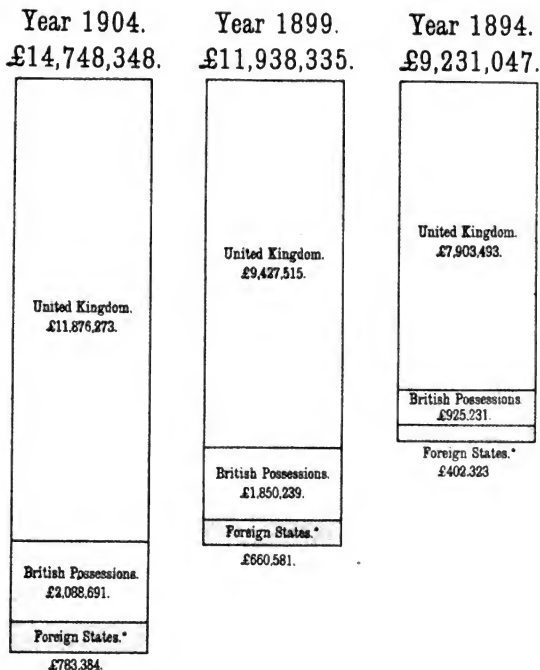 Year 1904.
£14,748,348.
United Kingdom.
£11,876,273.
British Possessions.
£2,088,691.
Foreign States.*
£783,384.
Year 1899.
£11,938,335.
United Kingdom.
£9,427,515.
British Possessions.
£1,850,239.
Foreign States.*
£660,581.
Year 1894.
£9,231,047.
United Kingdom.
£7,903,493.
British Possessions
£925,231.
Foreign States.*
£402,323